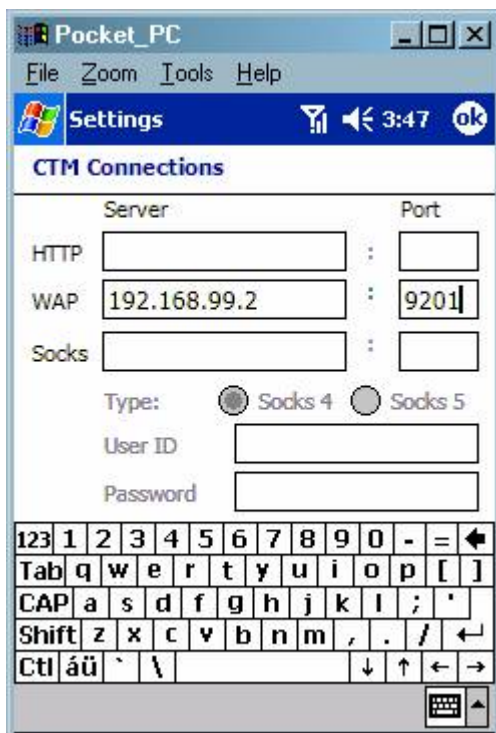 Pocket_PC
File Zoom Tools Help
Settings 3:47 ok
CTM Connections
Server Port
HTTP :
WAP 192.168.99.2 : 9201
Socks :
Type: Socks 4 Socks 5
User ID
Password
123 1 2 3 4 5 6 7 8 9 0 - =
Tab q w e r t y u i o p [ ]
CAP a s d f g h j k l ; '
Shift z x c v b n m , . /
Ctl áü ` \